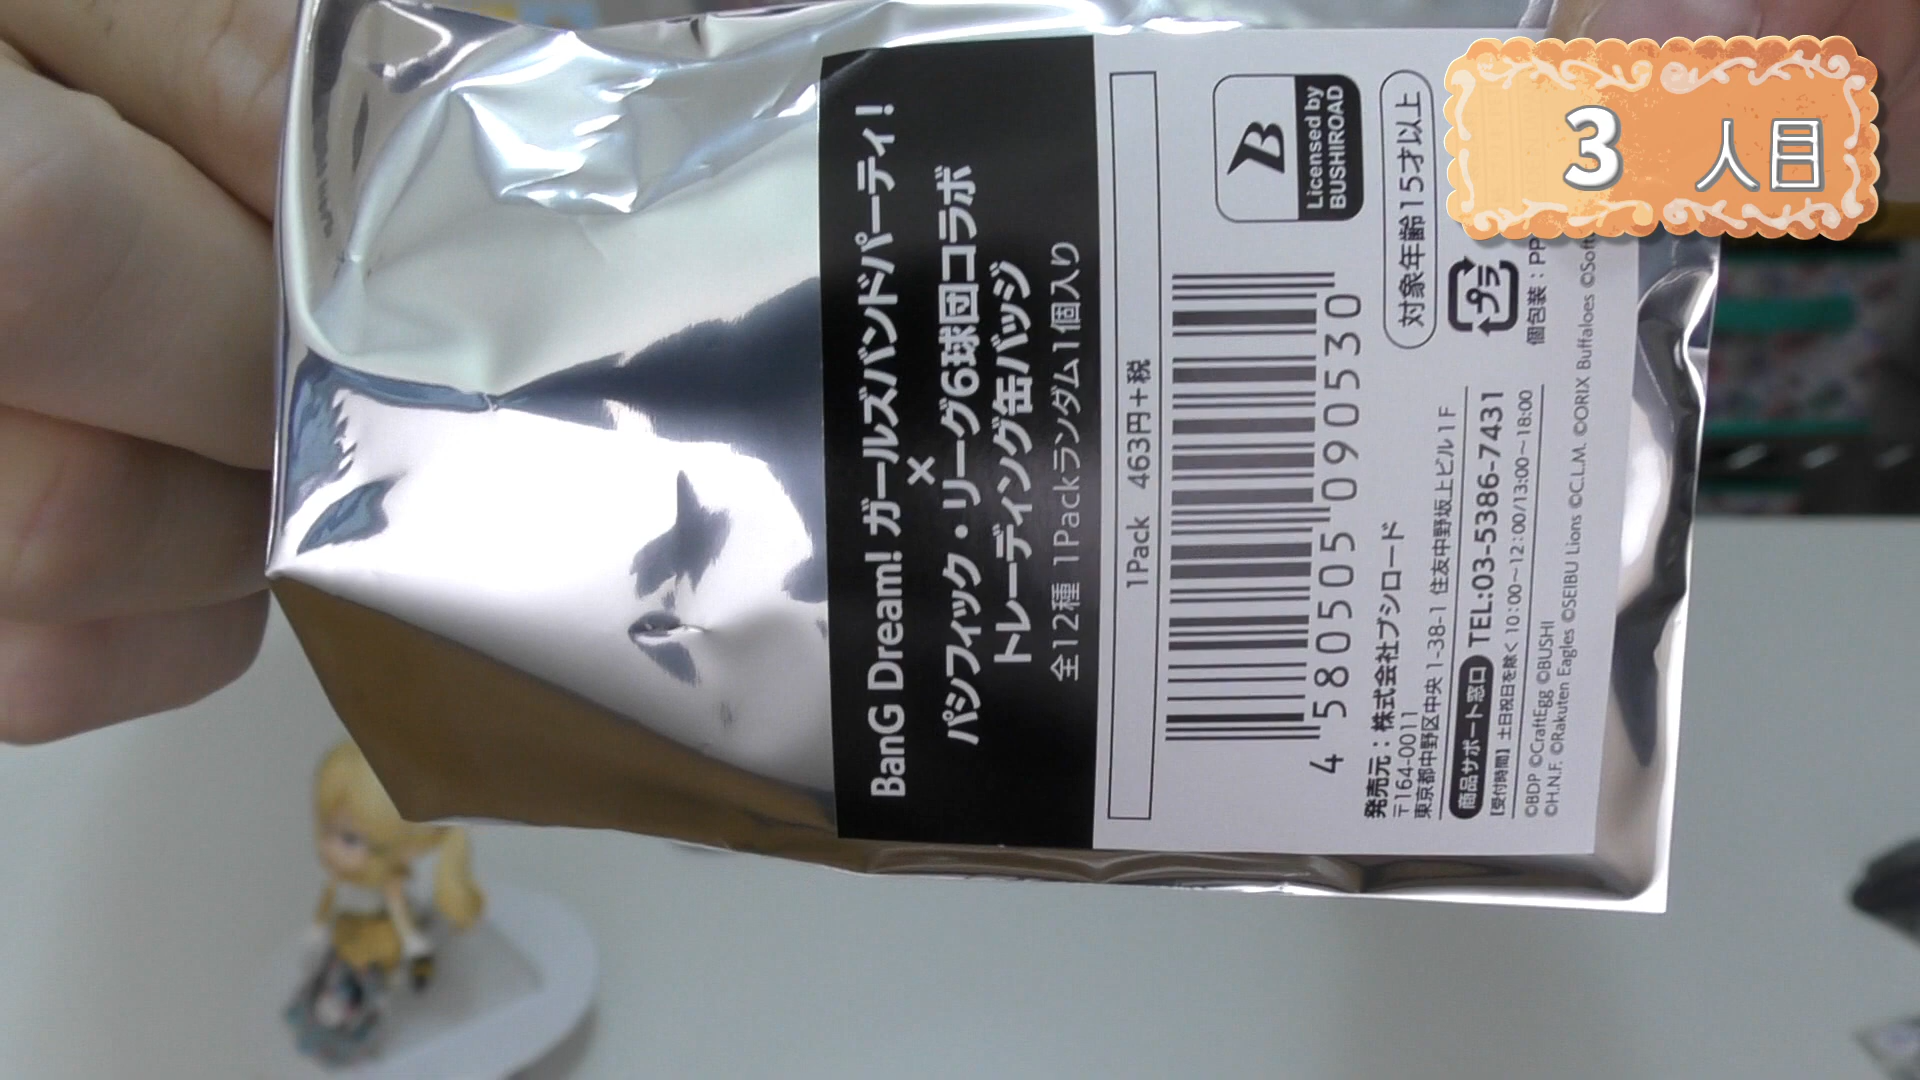 3 人目
BanG Dream! ガールズバンドパーティ!
×
パシフィック・リーグ6球団コラボ
トレーディング缶バッジ
全12種 1Packランダム1個入り
1Pack 463円+税
4 580505 090530
Licensed by
BUSHIROAD
対象年齢15才以上
プラ
個包装:PP
発売元:株式会社ブシロード
〒164-0011
東京都中野区中央 1-38-1 住友中野坂上ビル1F
商品サポート窓口 TEL:03-5386-7431
【受付時間】土日祝日を除く 10:00~12:00/13:00~18:00
©BDP ©CraftEgg ©BUSHI
©H.N.F. ©Rakuten Eagles ©SEIBU Lions ©C.L.M. ©ORIX Buffaloes ©Soft